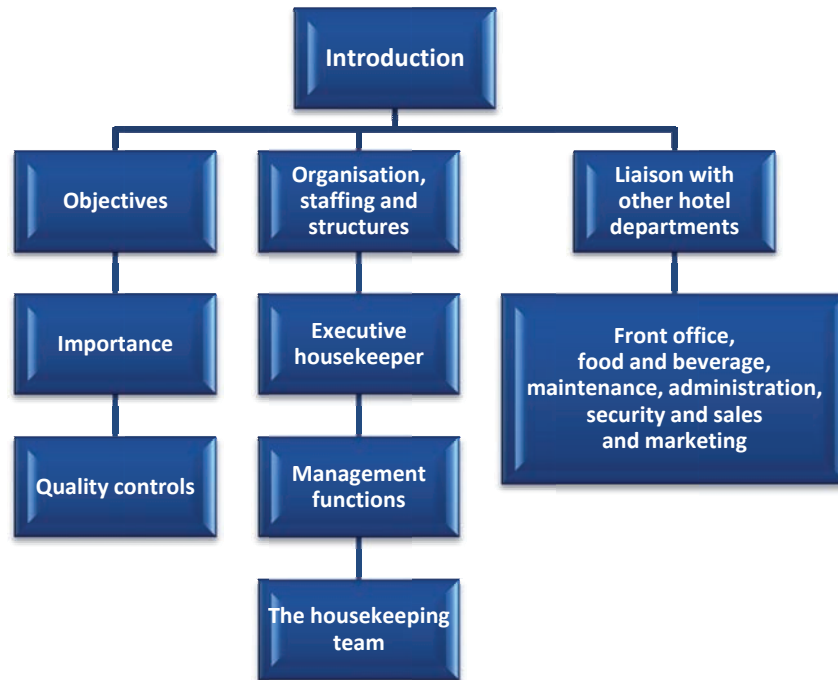 Introduction
Objectives
Organisation,
staffing and
structures
Liaison with
other hotel
departments
Importance
Executive
housekeeper
Front office,
food and beverage,
maintenance, administration,
security and sales
and marketing
Quality controls
Management
functions
The housekeeping
team